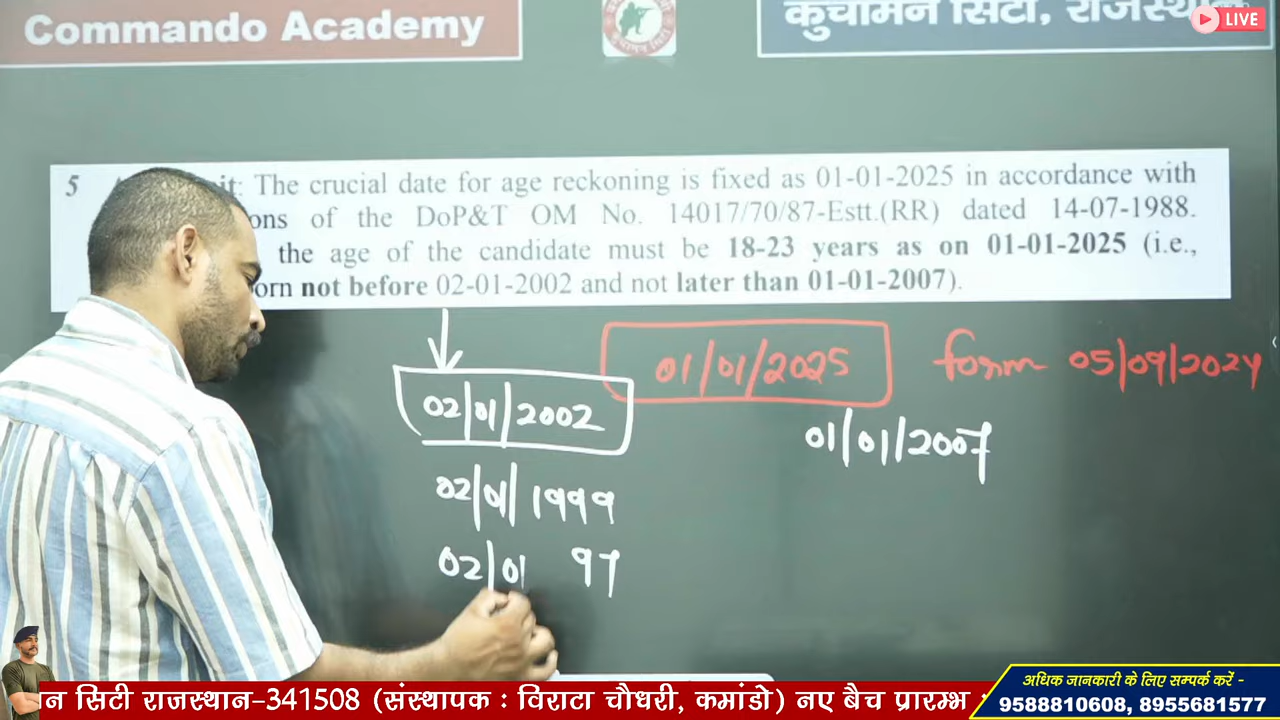 Commando Academy
कुचामन सिटी, राजस्थान
LIVE
5 it: The crucial date for age reckoning is fixed as 01-01-2025 in accordance with
ons of the DoP&T OM No. 14017/70/87-Estt.(RR) dated 14-07-1988.
the age of the candidate must be 18-23 years as on 01-01-2025 (i.e.,
orn not before 02-01-2002 and not later than 01-01-2007).
01/01/2025 form 05/09/2024
02/01/2002
01/01/2007
02/01/1999
02/01 97
न सिटी राजस्थान-341508 (संस्थापक : विराटा चौधरी, कमांडो) नए बैच प्रारम्भ :
अधिक जानकारी के लिए सम्पर्क करें -
9588810608, 8955681577